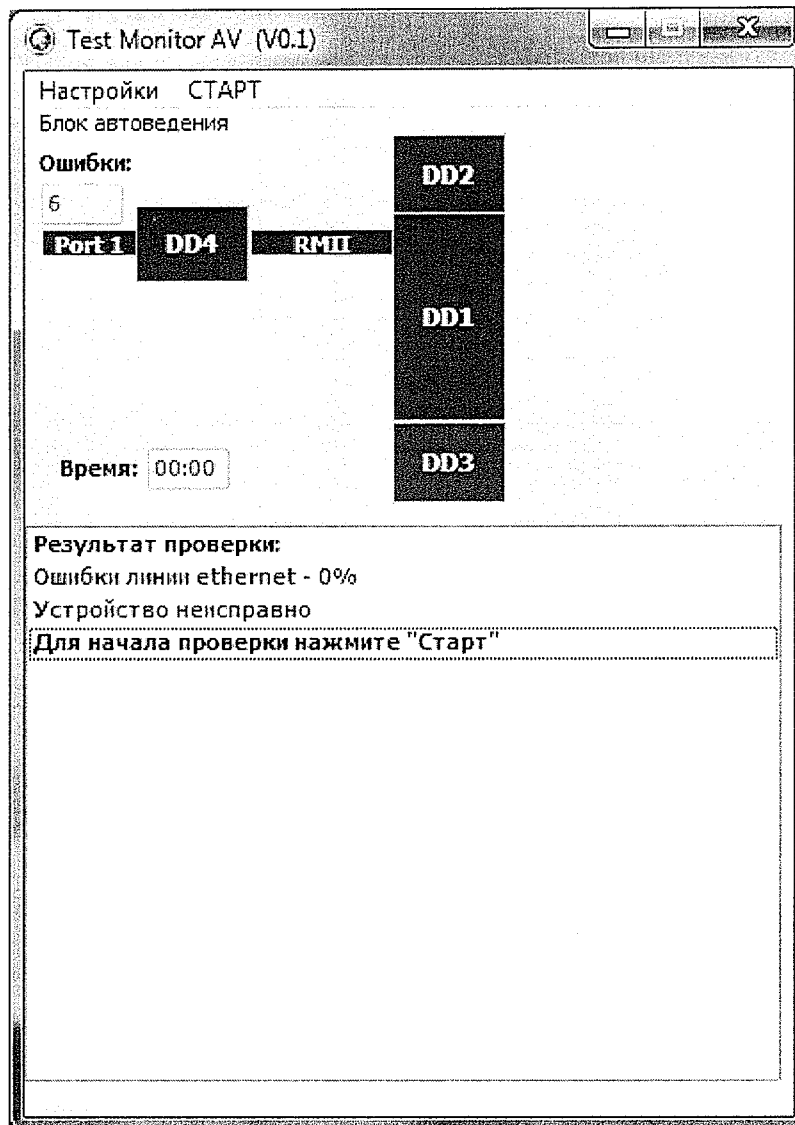 Test Monitor AV (V0.1)
Настройки СТАРТ
Блок автоведения
Ошибки:
6
Port 1
DD4
RMII
DD2
DD1
DD3
Время: 00:00
Результат проверки:
Ошибки линии ethernet - 0%
Устройство неисправно
Для начала проверки нажмите "Старт"